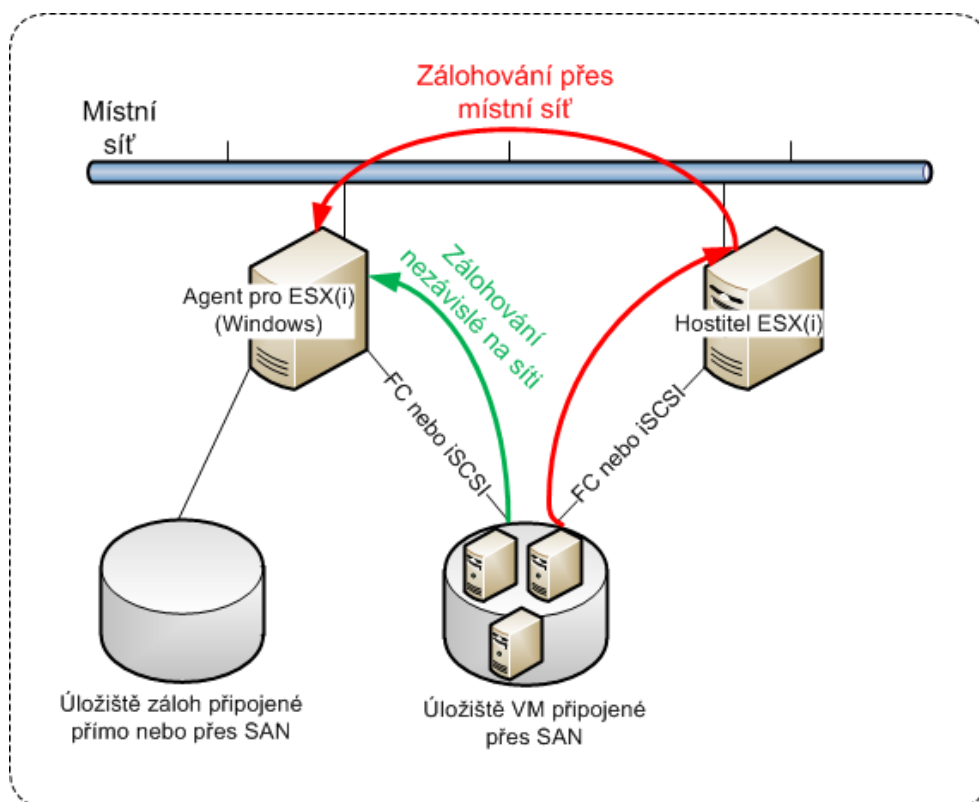 Zálohování přes
místní síť
Místní
síť
Zálohování
nezávislé na síti
Agent pro ESX(i)
(Windows)
Hostitel ESX(i)
FC nebo iSCSI
FC nebo iSCSI
Úložiště záloh připojené
přímo nebo přes SAN
Úložiště VM připojené
přes SAN